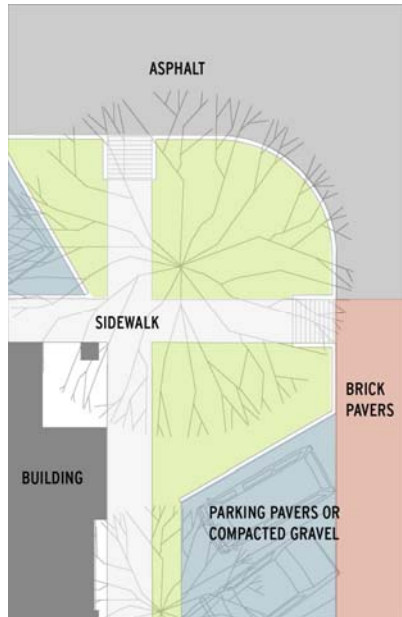 ASPHALT
SIDEWALK
BRICK
PAVERS
BUILDING
PARKING PAVERS OR
COMPACTED GRAVEL